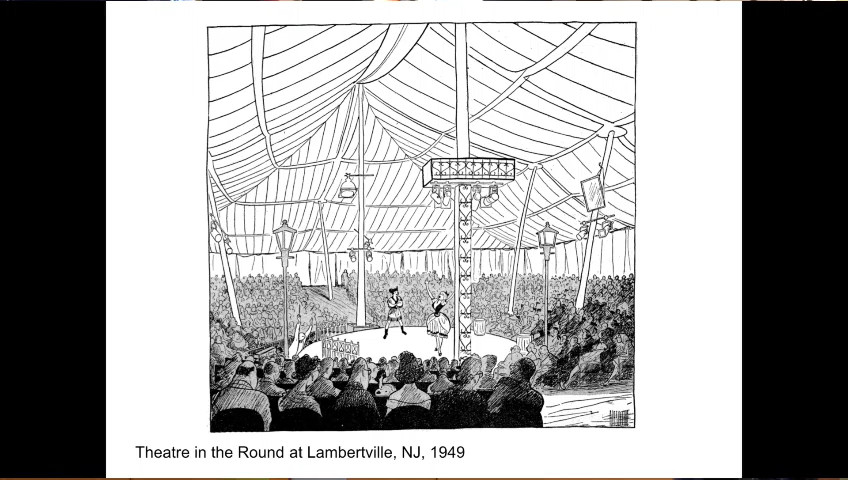 Theatre in the Round at Lambertville, NJ, 1949